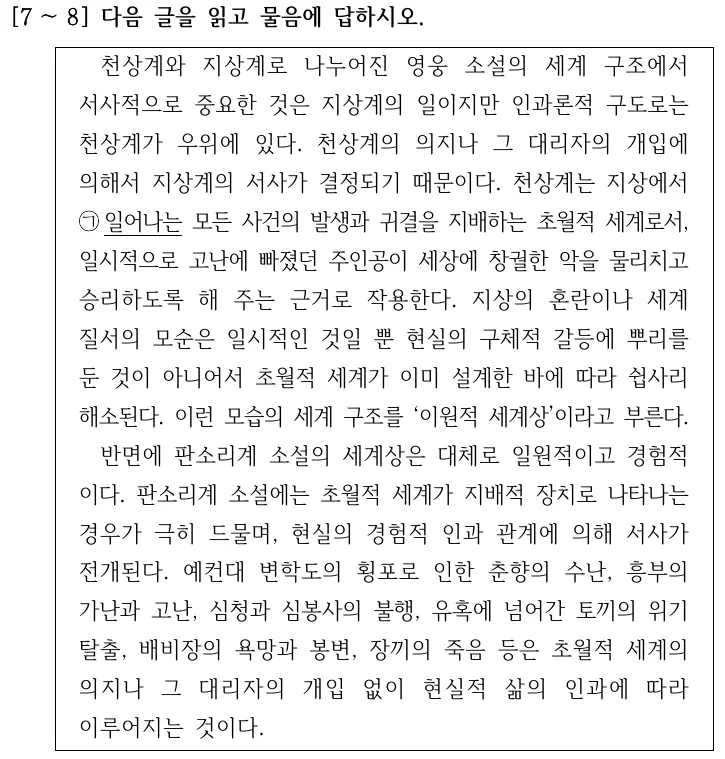 [7 ~ 8] 다음 글을 읽고 물음에 답하시오.
천상계와 지상계로 나누어진 영웅 소설의 세계 구조에서
서사적으로 중요한 것은 지상계의 일이지만 인과론적 구도로는
천상계가 우위에 있다. 천상계의 의지나 그 대리자의 개입에
의해서 지상계의 서사가 결정되기 때문이다. 천상계는 지상에서
㉠ 일어나는 모든 사건의 발생과 귀결을 지배하는 초월적 세계로서,
일시적으로 고난에 빠졌던 주인공이 세상에 창궐한 악을 물리치고
승리하도록 해 주는 근거로 작용한다. 지상의 혼란이나 세계
질서의 모순은 일시적인 것일 뿐 현실의 구체적 갈등에 뿌리를
둔 것이 아니어서 초월적 세계가 이미 설계한 바에 따라 쉽사리
해소된다. 이런 모습의 세계 구조를 ‘이원적 세계상’이라고 부른다.
반면에 판소리계 소설의 세계상은 대체로 일원적이고 경험적
이다. 판소리계 소설에는 초월적 세계가 지배적 장치로 나타나는
경우가 극히 드물며, 현실의 경험적 인과 관계에 의해 서사가
전개된다. 예컨대 변학도의 횡포로 인한 춘향의 수난, 흥부의
가난과 고난, 심청과 심봉사의 불행, 유혹에 넘어간 토끼의 위기
탈출, 배비장의 욕망과 봉변, 장끼의 죽음 등은 초월적 세계의
의지나 그 대리자의 개입 없이 현실적 삶의 인과에 따라
이루어지는 것이다.